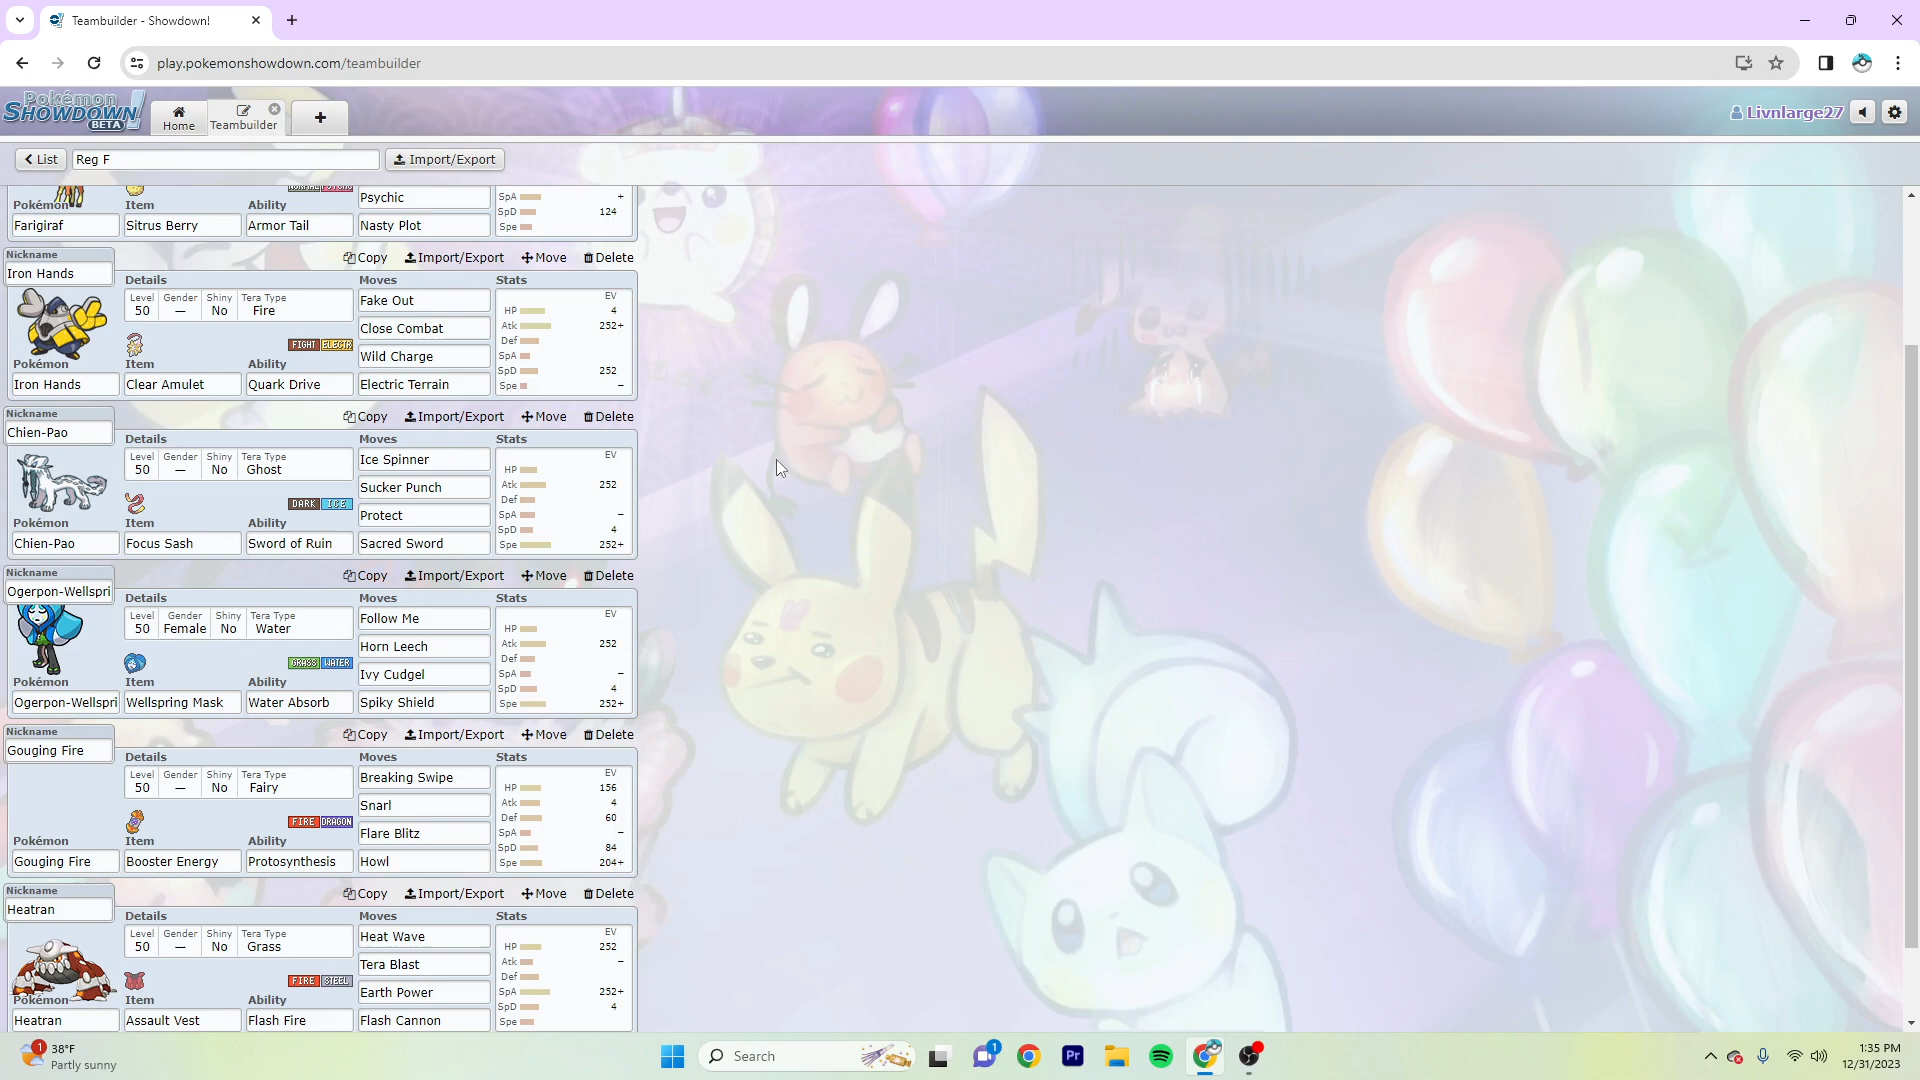 Teambuilder - Showdown!
play.pokemonshowdown.com/teambuilder
Pokémon
SHOWDOWN!
BETA
Home
Teambuilder
Livnlarge27
List
Reg F
Import/Export
Pokémon Item Ability
Farigiraf Sitrus Berry Armor Tail
Psychic
Nasty Plot
SpA +
SpD 124
Spe
Nickname
Iron Hands
Copy Import/Export Move Delete
Details Moves Stats
Level Gender Shiny Tera Type
50 — No Fire
FIGHT ELECTR
Item Ability
Pokémon
Iron Hands Clear Amulet Quark Drive
Fake Out
Close Combat
Wild Charge
Electric Terrain
EV
HP 4
Atk 252+
Def
SpA
SpD 252
Spe –
Nickname
Chien-Pao
Copy Import/Export Move Delete
Details Moves Stats
Level Gender Shiny Tera Type
50 — No Ghost
DARK ICE
Pokémon Item Ability
Chien-Pao Focus Sash Sword of Ruin
Ice Spinner
Sucker Punch
Protect
Sacred Sword
EV
HP
Atk 252
Def
SpA –
SpD 4
Spe 252+
Nickname
Ogerpon-Wellspri
Copy Import/Export Move Delete
Details Moves Stats
Level Gender Shiny Tera Type
50 Female No Water
GRASS WATER
Pokémon Item Ability
Ogerpon-Wellspri Wellspring Mask Water Absorb
Follow Me
Horn Leech
Ivy Cudgel
Spiky Shield
EV
HP
Atk 252
Def
SpA –
SpD 4
Spe 252+
Nickname
Gouging Fire
Copy Import/Export Move Delete
Details Moves Stats
Level Gender Shiny Tera Type
50 — No Fairy
FIRE DRAGON
Pokémon Item Ability
Gouging Fire Booster Energy Protosynthesis
Breaking Swipe
Snarl
Flare Blitz
Howl
EV
HP 156
Atk 4
Def 60
SpA –
SpD 84
Spe 204+
Nickname
Heatran
Copy Import/Export Move Delete
Details Moves Stats
Level Gender Shiny Tera Type
50 — No Grass
FIRE STEEL
Pokémon Item Ability
Heatran Assault Vest Flash Fire
Heat Wave
Tera Blast
Earth Power
Flash Cannon
EV
HP 252
Atk –
Def
SpA 252+
SpD 4
Spe
1
38°F
Partly sunny
Search
1
Pr
1:35 PM
12/31/2023